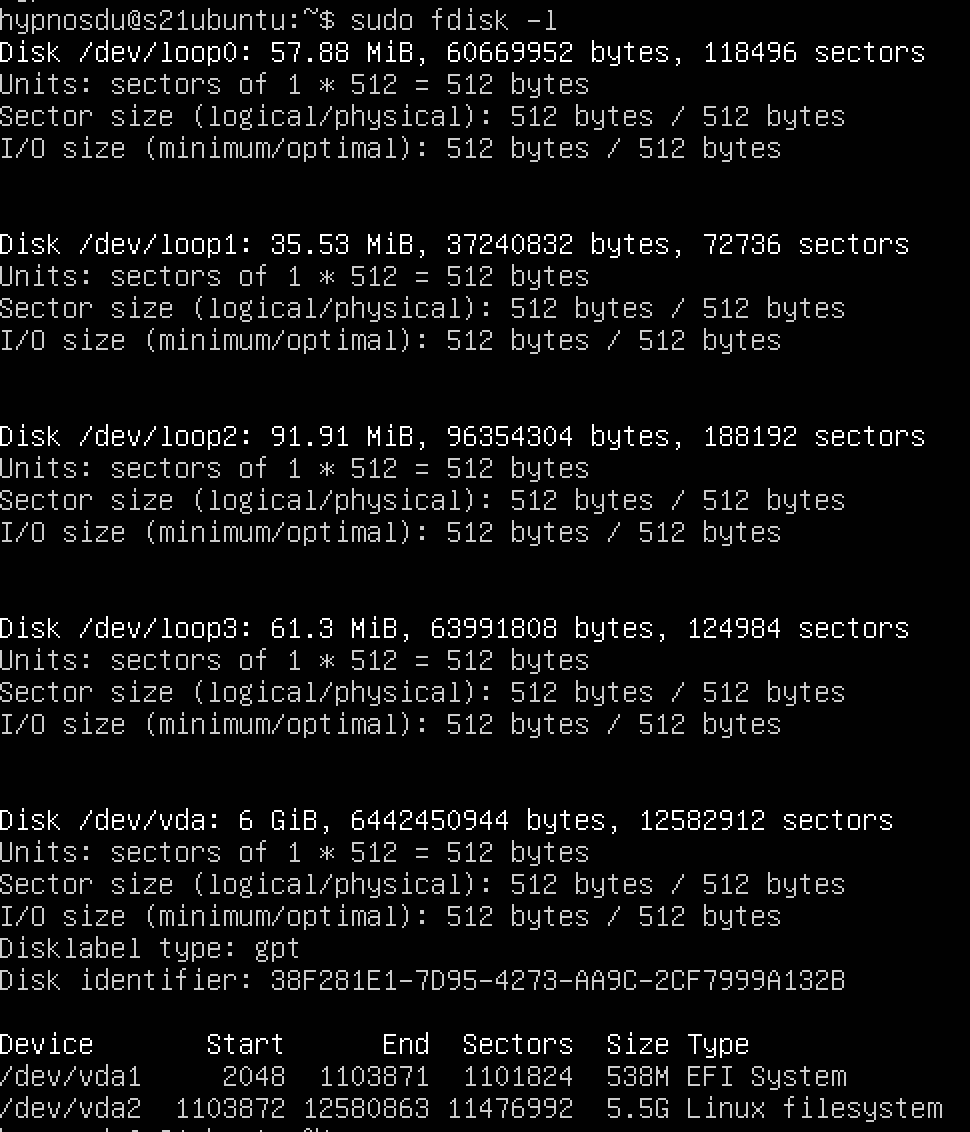 hypnosdu@s21ubuntu:~$ sudo fdisk -l
Disk /dev/loop0: 57.88 MiB, 60669952 bytes, 118496 sectors
Units: sectors of 1 * 512 = 512 bytes
Sector size (logical/physical): 512 bytes / 512 bytes
I/O size (minimum/optimal): 512 bytes / 512 bytes
Disk /dev/loop1: 35.53 MiB, 37240832 bytes, 72736 sectors
Units: sectors of 1 * 512 = 512 bytes
Sector size (logical/physical): 512 bytes / 512 bytes
I/O size (minimum/optimal): 512 bytes / 512 bytes
Disk /dev/loop2: 91.91 MiB, 96354304 bytes, 188192 sectors
Units: sectors of 1 * 512 = 512 bytes
Sector size (logical/physical): 512 bytes / 512 bytes
I/O size (minimum/optimal): 512 bytes / 512 bytes
Disk /dev/loop3: 61.3 MiB, 63991808 bytes, 124984 sectors
Units: sectors of 1 * 512 = 512 bytes
Sector size (logical/physical): 512 bytes / 512 bytes
I/O size (minimum/optimal): 512 bytes / 512 bytes
Disk /dev/vda: 6 GiB, 6442450944 bytes, 12582912 sectors
Units: sectors of 1 * 512 = 512 bytes
Sector size (logical/physical): 512 bytes / 512 bytes
I/O size (minimum/optimal): 512 bytes / 512 bytes
Disklabel type: gpt
Disk identifier: 38F281E1-7D95-4273-AA9C-2CF7999A132B
Device Start End Sectors Size Type
/dev/vda1 2048 1103871 1101824 538M EFI System
/dev/vda2 1103872 12580863 11476992 5.5G Linux filesystem